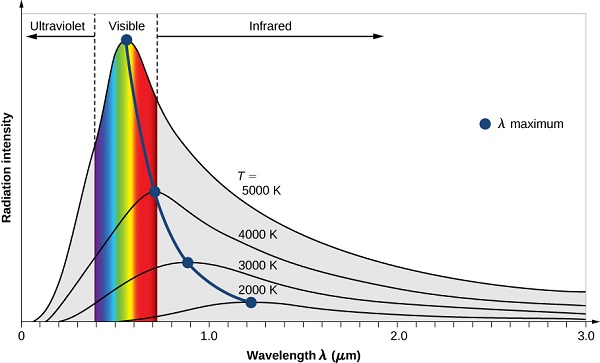 Ultraviolet Visible Infrared
λ maximum
T =
5000 K
4000 K
3000 K
2000 K
Radiation intensity
0 1.0 2.0 3.0
Wavelength λ (μm)